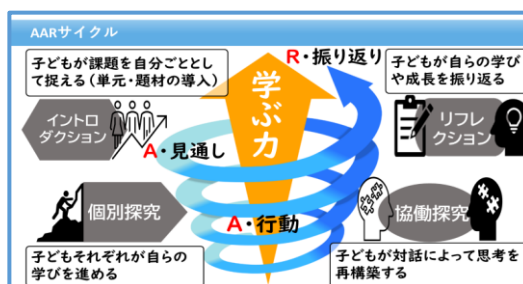 AARサイクル
子どもが課題を自分ごととし
て捉える(単元・題材の導入)
R・振り返り
子どもが自らの学び
や成長を振り返る
イントロ
ダクション
学ぶ力
リフレ
クション
A・見通し
個別探究
A・行動
協働探究
子どもそれぞれが自らの
学びを進める
子どもが対話によって思考を
再構築する